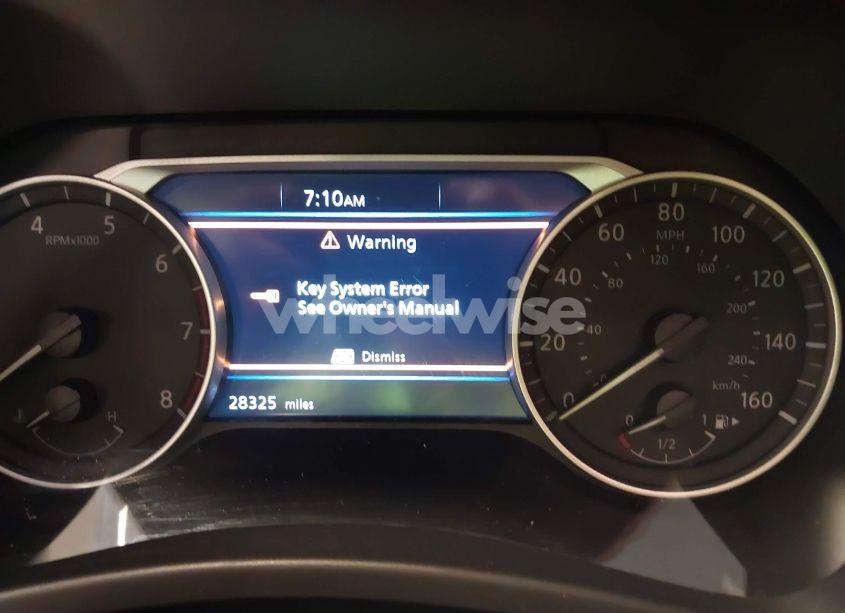 7:10AM
Warning
Key System Error
See Owner's Manual
Dismiss
28325 miles
4 5 6 7 8
RPMx1000
H
0 20 40 60 80 100 120 140 160
MPH
0 40 80 120 160 200 240
km/h
0 1/2 1
wheelwise